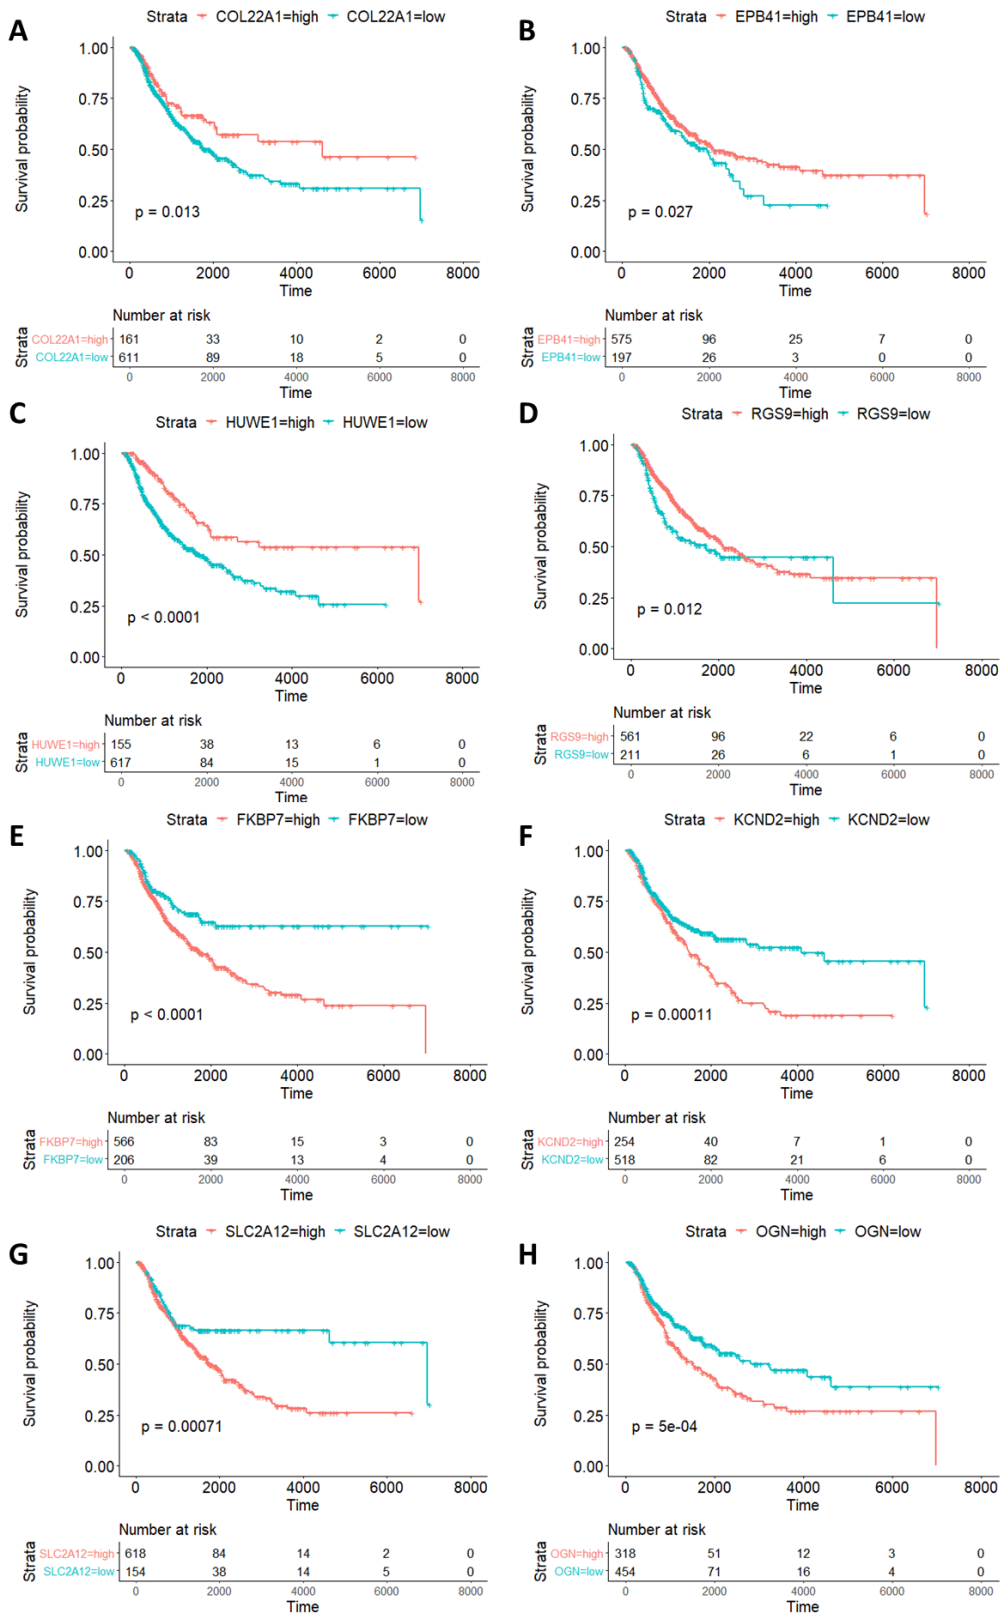 A
Strata COL22A1=high COL22A1=low
Survival probability
1.00
0.75
0.50
0.25
0.00
p = 0.013
0 2000 4000 6000 8000
Time
Number at risk
Strata
COL22A1=high 161 33 10 2 0
COL22A1=low 611 89 18 5 0
0 2000 4000 6000 8000
Time
B
Strata EPB41=high EPB41=low
Survival probability
1.00
0.75
0.50
0.25
0.00
p = 0.027
0 2000 4000 6000 8000
Time
Number at risk
Strata
EPB41=high 575 96 25 7 0
EPB41=low 197 26 3 0 0
0 2000 4000 6000 8000
Time
C
Strata HUWE1=high HUWE1=low
Survival probability
1.00
0.75
0.50
0.25
0.00
p < 0.0001
0 2000 4000 6000 8000
Time
Number at risk
Strata
HUWE1=high 155 38 13 6 0
HUWE1=low 617 84 15 1 0
0 2000 4000 6000 8000
Time
D
Strata RGS9=high RGS9=low
Survival probability
1.00
0.75
0.50
0.25
0.00
p = 0.012
0 2000 4000 6000 8000
Time
Number at risk
Strata
RGS9=high 561 96 22 6 0
RGS9=low 211 26 6 1 0
0 2000 4000 6000 8000
Time
E
Strata FKBP7=high FKBP7=low
Survival probability
1.00
0.75
0.50
0.25
0.00
p < 0.0001
0 2000 4000 6000 8000
Time
Number at risk
Strata
FKBP7=high 566 83 15 3 0
FKBP7=low 206 39 13 4 0
0 2000 4000 6000 8000
Time
F
Strata KCND2=high KCND2=low
Survival probability
1.00
0.75
0.50
0.25
0.00
p = 0.00011
0 2000 4000 6000 8000
Time
Number at risk
Strata
KCND2=high 254 40 7 1 0
KCND2=low 518 82 21 6 0
0 2000 4000 6000 8000
Time
G
Strata SLC2A12=high SLC2A12=low
Survival probability
1.00
0.75
0.50
0.25
0.00
p = 0.00071
0 2000 4000 6000 8000
Time
Number at risk
Strata
SLC2A12=high 618 84 14 2 0
SLC2A12=low 154 38 14 5 0
0 2000 4000 6000 8000
Time
H
Strata OGN=high OGN=low
Survival probability
1.00
0.75
0.50
0.25
0.00
p = 5e-04
0 2000 4000 6000 8000
Time
Number at risk
Strata
OGN=high 318 51 12 3 0
OGN=low 454 71 16 4 0
0 2000 4000 6000 8000
Time